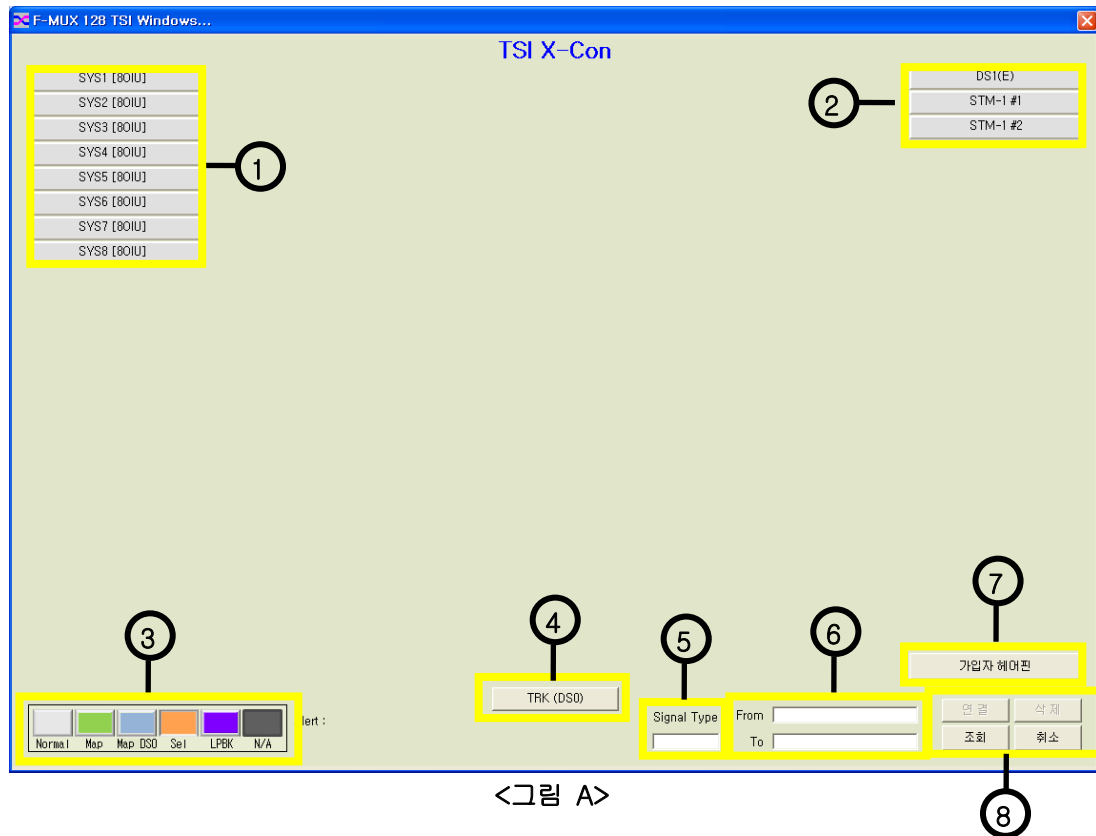 F-MUX 128 TSI Windows...
TSI X-Con
SYS1 [8OIU]
SYS2 [8OIU]
SYS3 [8OIU]
SYS4 [8OIU]
SYS5 [8OIU]
SYS6 [8OIU]
SYS7 [8OIU]
SYS8 [8OIU]
1
2
DS1(E)
STM-1 #1
STM-1 #2
3
4
5
6
7
가입자 헤어핀
TRK (DS0)
Normal Map Map DS0 Sel LPBK N/A
lert :
Signal Type
From
To
연결 삭제
조회 취소
8
<그림 A>